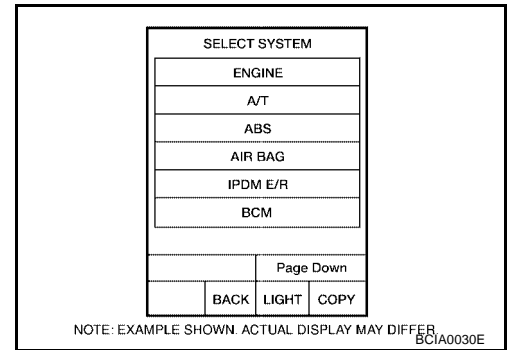 SELECT SYSTEM
ENGINE
A/T
ABS
AIR BAG
IPDM E/R
BCM
Page Down
BACK LIGHT COPY
NOTE: EXAMPLE SHOWN. ACTUAL DISPLAY MAY DIFFER.
BCIA0030E